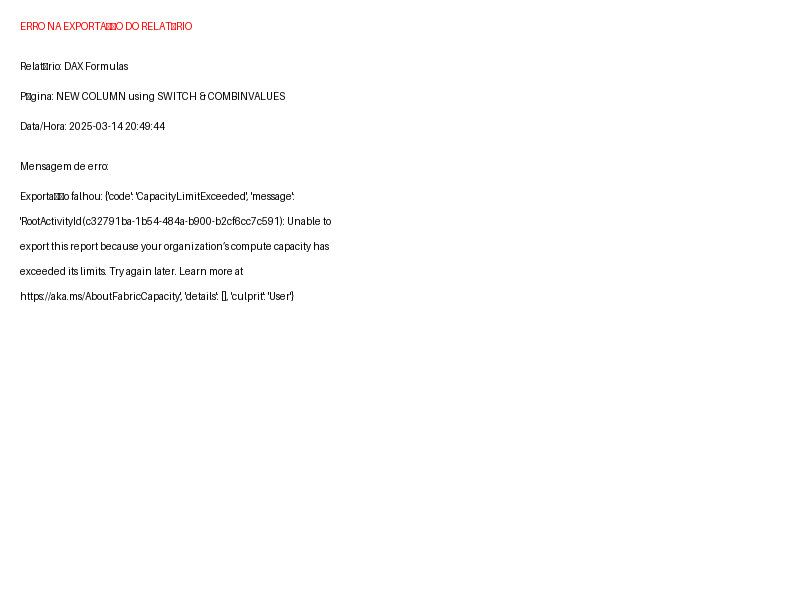 ERRO NA EXPORTA□□O DO RELAT□RIO
Relat□rio: DAX Formulas
P□gina: NEW COLUMN using SWITCH & COMBINVALUES
Data/Hora: 2025-03-14 20:49:44
Mensagem de erro:
Exporta□□o falhou: {'code': 'CapacityLimitExceeded', 'message':
'RootActivityId(c32791ba-1b54-484a-b900-b2cf6cc7c591): Unable to
export this report because your organization’s compute capacity has
exceeded its limits. Try again later. Learn more at
https://aka.ms/AboutFabricCapacity', 'details': [], 'culprit': 'User'}